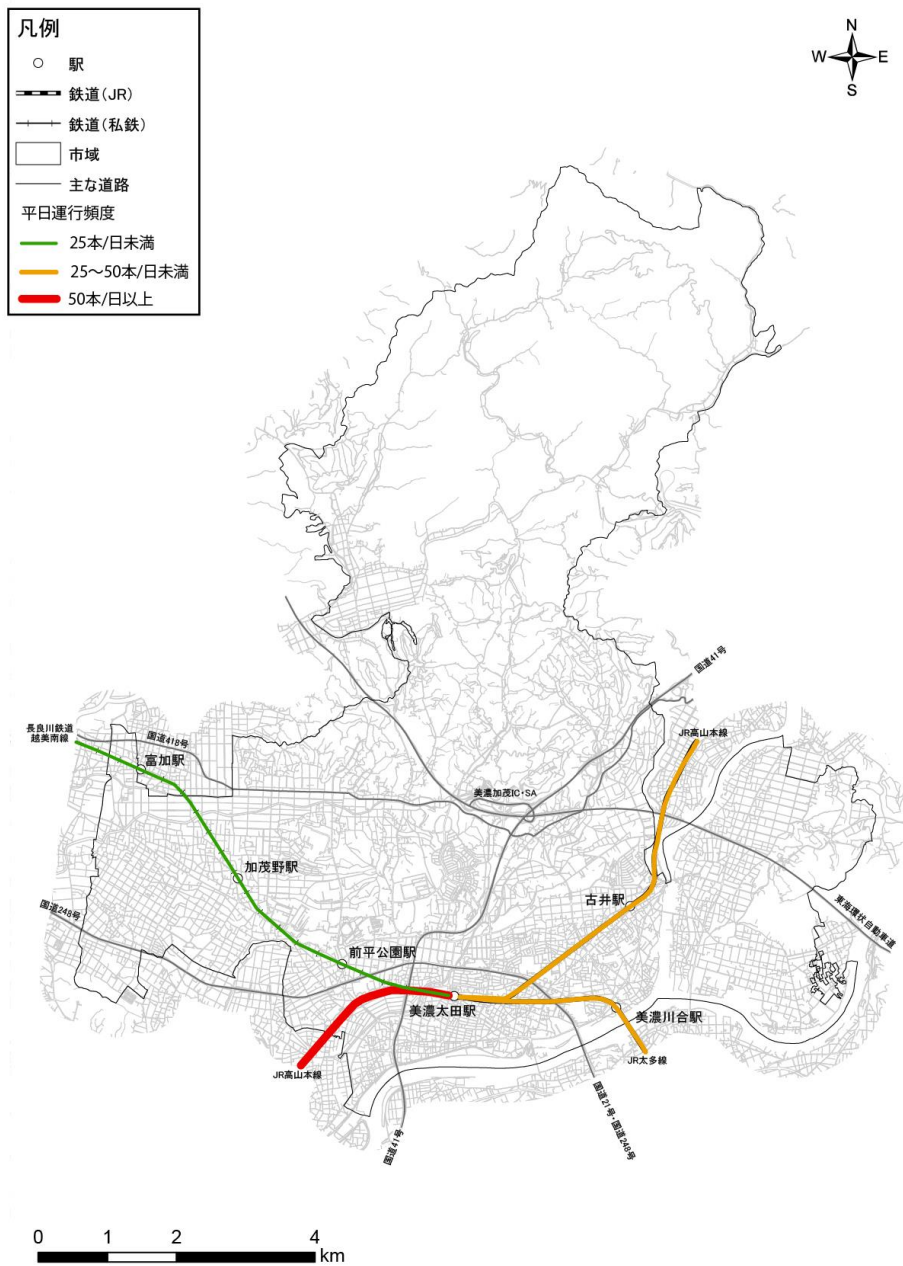 凡例
駅
鉄道(JR)
鉄道(私鉄)
市域
主な道路
平日運行頻度
25本/日未満
25～50本/日未満
50本/日以上
N
W
E
S
国道41号
長良川鉄道
越美南線
国道418号
JR高山本線
富加駅
美濃加茂IC・SA
加茂野駅
古井駅
国道248号
東海環状自動車道
前平公園駅
美濃太田駅
美濃川合駅
JR高山本線
JR太多線
国道41号
国道21号・国道248号
0 1 2 4
km